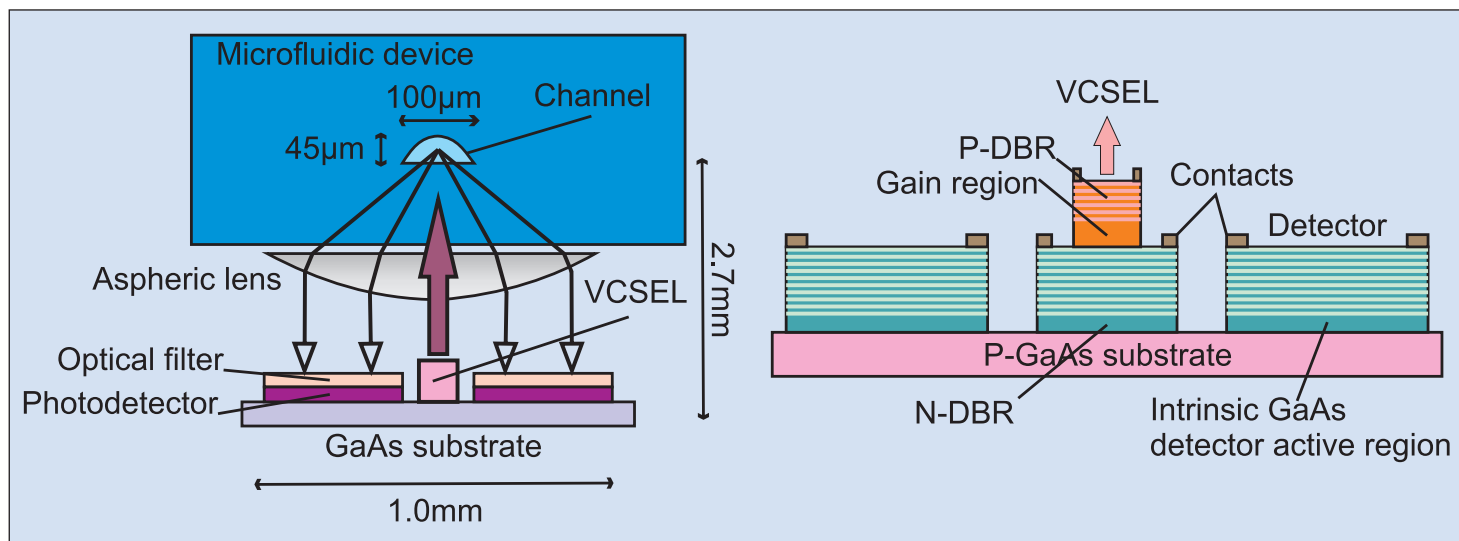 Microfluidic device
100µm
Channel
45µm
Aspheric lens
VCSEL
2.7mm
Optical filter
Photodetector
GaAs substrate
1.0mm
VCSEL
P-DBR
Gain region
Contacts
Detector
P-GaAs substrate
N-DBR
Intrinsic GaAs
detector active region